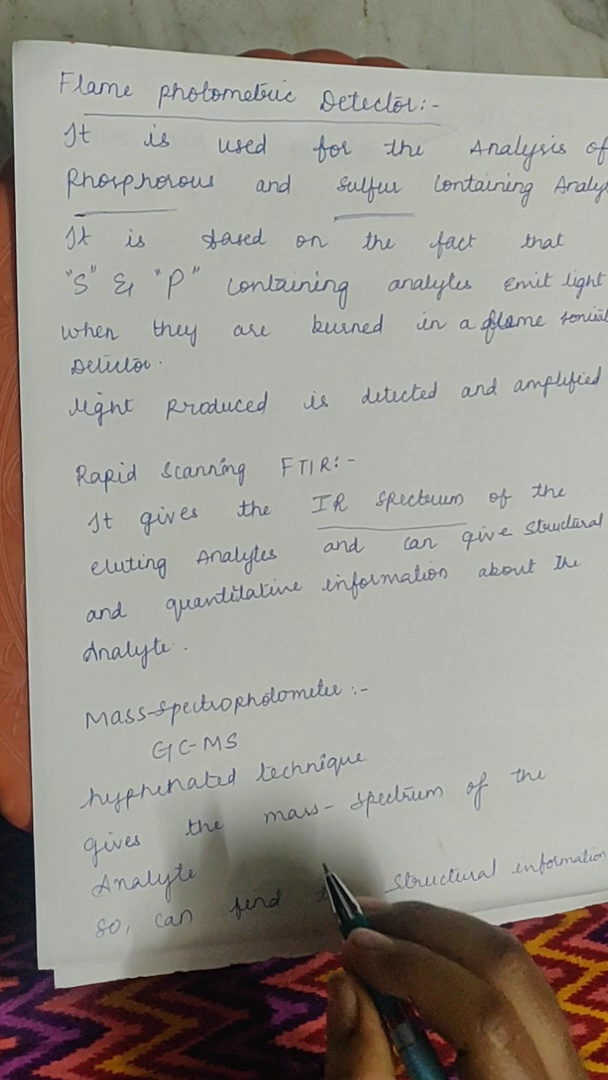 Flame photometric Detector:-
It is used for the Analysis of
Phosphorous and Sulfur Containing Analy
It is based on the fact that
"S" & "P" Containing analytes Emit light
when they are burned in a flame
Detector.
Light Produced is detected and amplified
Rapid Scanning FTIR:-
It gives the IR Spectrum of the
eluting Analytes and can give Structural
and quantitative information about the
Analyte.
Mass-Spectrophotometer:-
GC-MS
hyphenated technique
gives the mass-Spectrum of the
Analyte
So, can find Structural information